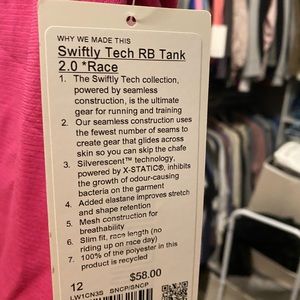 WHY WE MADE THIS
Swiftly Tech RB Tank
2.0 *Race
1. The Swiftly Tech collection,
powered by seamless
construction, is the ultimate
gear for running and training
2. Our seamless construction uses
the fewest number of seams to
create gear that glides across
skin so you can skip the chafe
3. Silverescent™ technology,
powered by X-STATIC®, inhibits
the growth of odour-causing
bacteria on the garment
4. Added elastane improves stretch
and shape retention
5. Mesh construction for
breathability
6. Slim fit, race length (no
riding up on race day)
7. 100% of the polyester in this
product is recycled
12 $58.00
LW1CN3S SNCP/SNCP